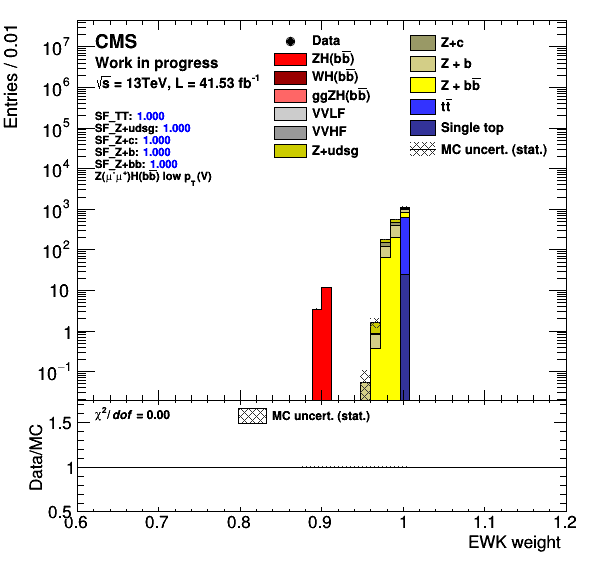 CMS
Work in progress
√s = 13TeV, L = 41.53 fb⁻¹
SF_TT: 1.000
SF_Z+udsg: 1.000
SF_Z+c: 1.000
SF_Z+b: 1.000
SF_Z+bb: 1.000
Z(μ⁻μ⁺)H(bb̅) low p_T(V)
Data
ZH(bb̅)
WH(bb̅)
ggZH(bb̅)
VVLF
VVHF
Z+udsg
Z+c
Z + b
Z + bb̅
tt̅
Single top
MC uncert. (stat.)
Entries / 0.01
10⁷
10⁶
10⁵
10⁴
10³
10²
10
1
10⁻¹
χ²/dof = 0.00
MC uncert. (stat.)
Data/MC
1.5
1
0.5
0.6 0.7 0.8 0.9 1 1.1 1.2
EWK weight